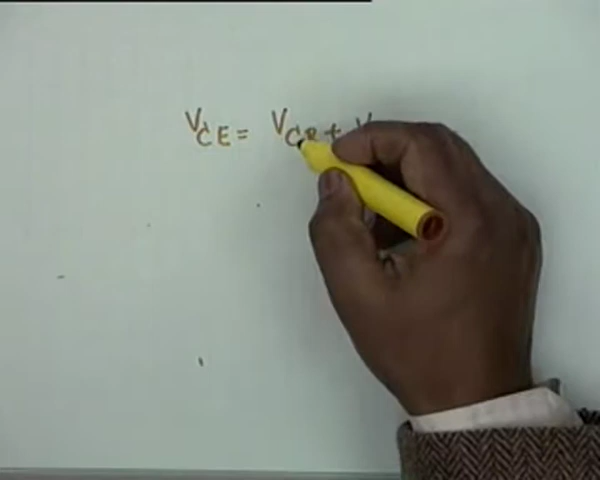 VCE = VCB + V